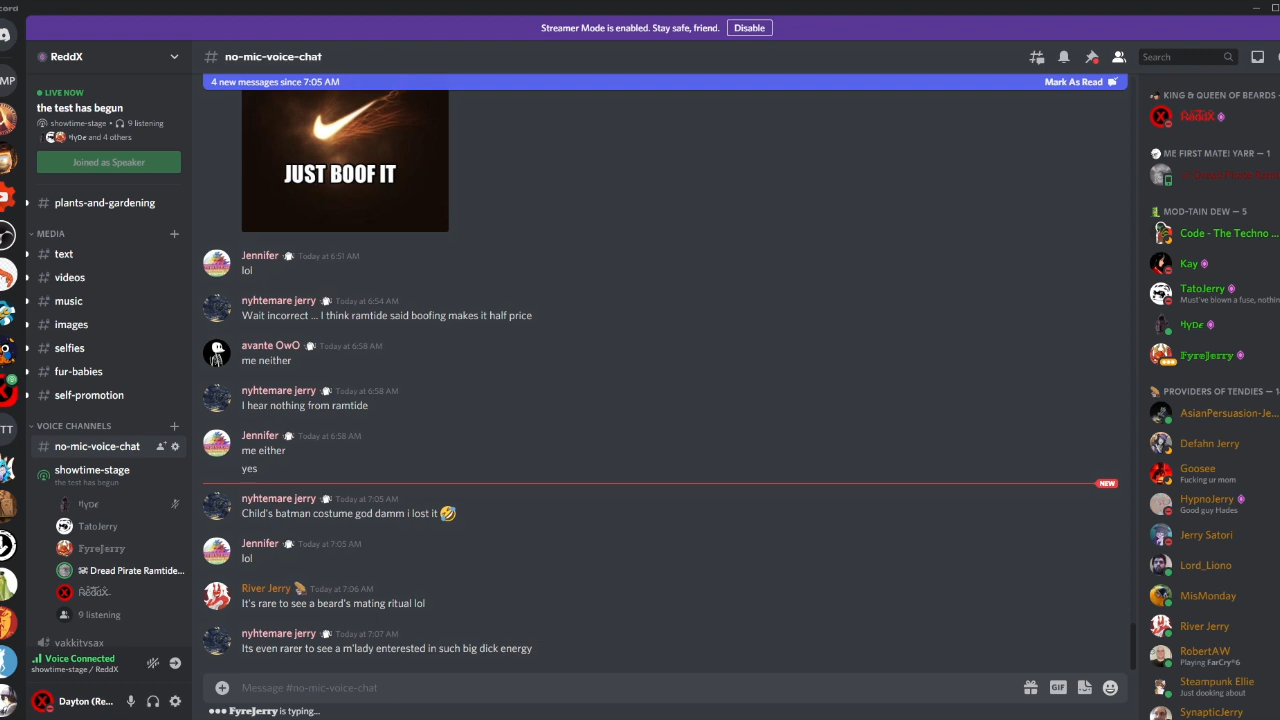 Streamer Mode is enabled. Stay safe, friend. Disable
ReddX
LIVE NOW
the test has begun
showtime-stage • 9 listening
ҸyDe and 4 others
Joined as Speaker
# plants-and-gardening
MEDIA
# text
# videos
# music
# images
# selfies
# fur-babies
# self-promotion
VOICE CHANNELS
# no-mic-voice-chat
showtime-stage
the test has begun
ҸyDe
TatoJerry
FyreJerry
Dread Pirate Ramtide...
ReddX
9 listening
vakkitysax
Voice Connected
showtime-stage / ReddX
Dayton (Re...
# no-mic-voice-chat
Search
4 new messages since 7:05 AM Mark As Read
JUST BOOF IT
Jennifer Today at 6:51 AM
lol
nyhtemare jerry Today at 6:54 AM
Wait incorrect ... I think ramtide said boofing makes it half price
avante OwO Today at 6:58 AM
me neither
nyhtemare jerry Today at 6:58 AM
I hear nothing from ramtide
Jennifer Today at 6:58 AM
me either
yes
NEW
nyhtemare jerry Today at 7:05 AM
Child's batman costume god damm i lost it 🤣
Jennifer Today at 7:05 AM
lol
River Jerry Today at 7:06 AM
It's rare to see a beard's mating ritual lol
nyhtemare jerry Today at 7:07 AM
Its even rarer to see a m'lady enterested in such big dick energy
Message #no-mic-voice-chat
GIF
FyreJerry is typing...
KING & QUEEN OF BEARDS —
ReddX
ME FIRST MATE! YARR — 1
MOD-TAIN DEW — 5
Code - The Techno ...
Kay
TatoJerry
Must've blown a fuse, nothin
ҸyDe
FyreJerry
PROVIDERS OF TENDIES — 1
AsianPersuasion-Je...
Defahn Jerry
Goosee
Fucking ur mom
HypnoJerry
Good guy Hades
Jerry Satori
Lord_Liono
MisMonday
River Jerry
RobertAW
Playing FarCry®6
Steampunk Ellie
Just dooking about
SynapticJerry